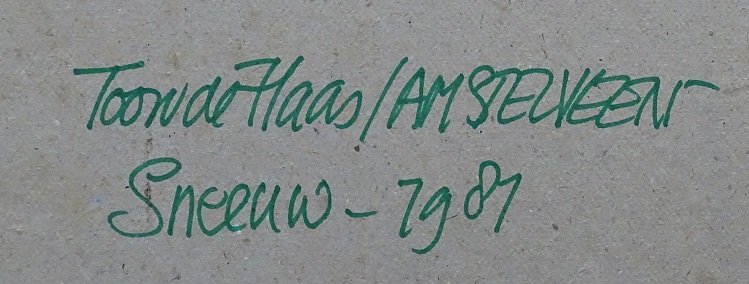 Toon de Haas / AMSTELVEEN
Sneeuw - 1981